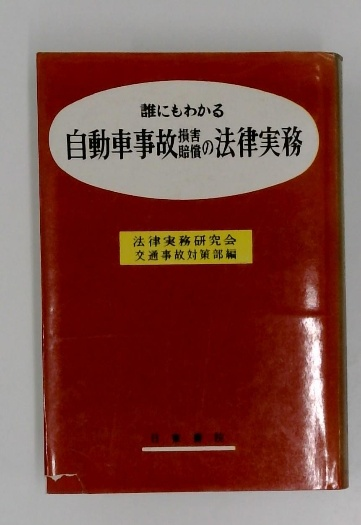 誰にもわかる
自動車事故損害賠償の法律実務
法律実務研究会
交通事故対策部編